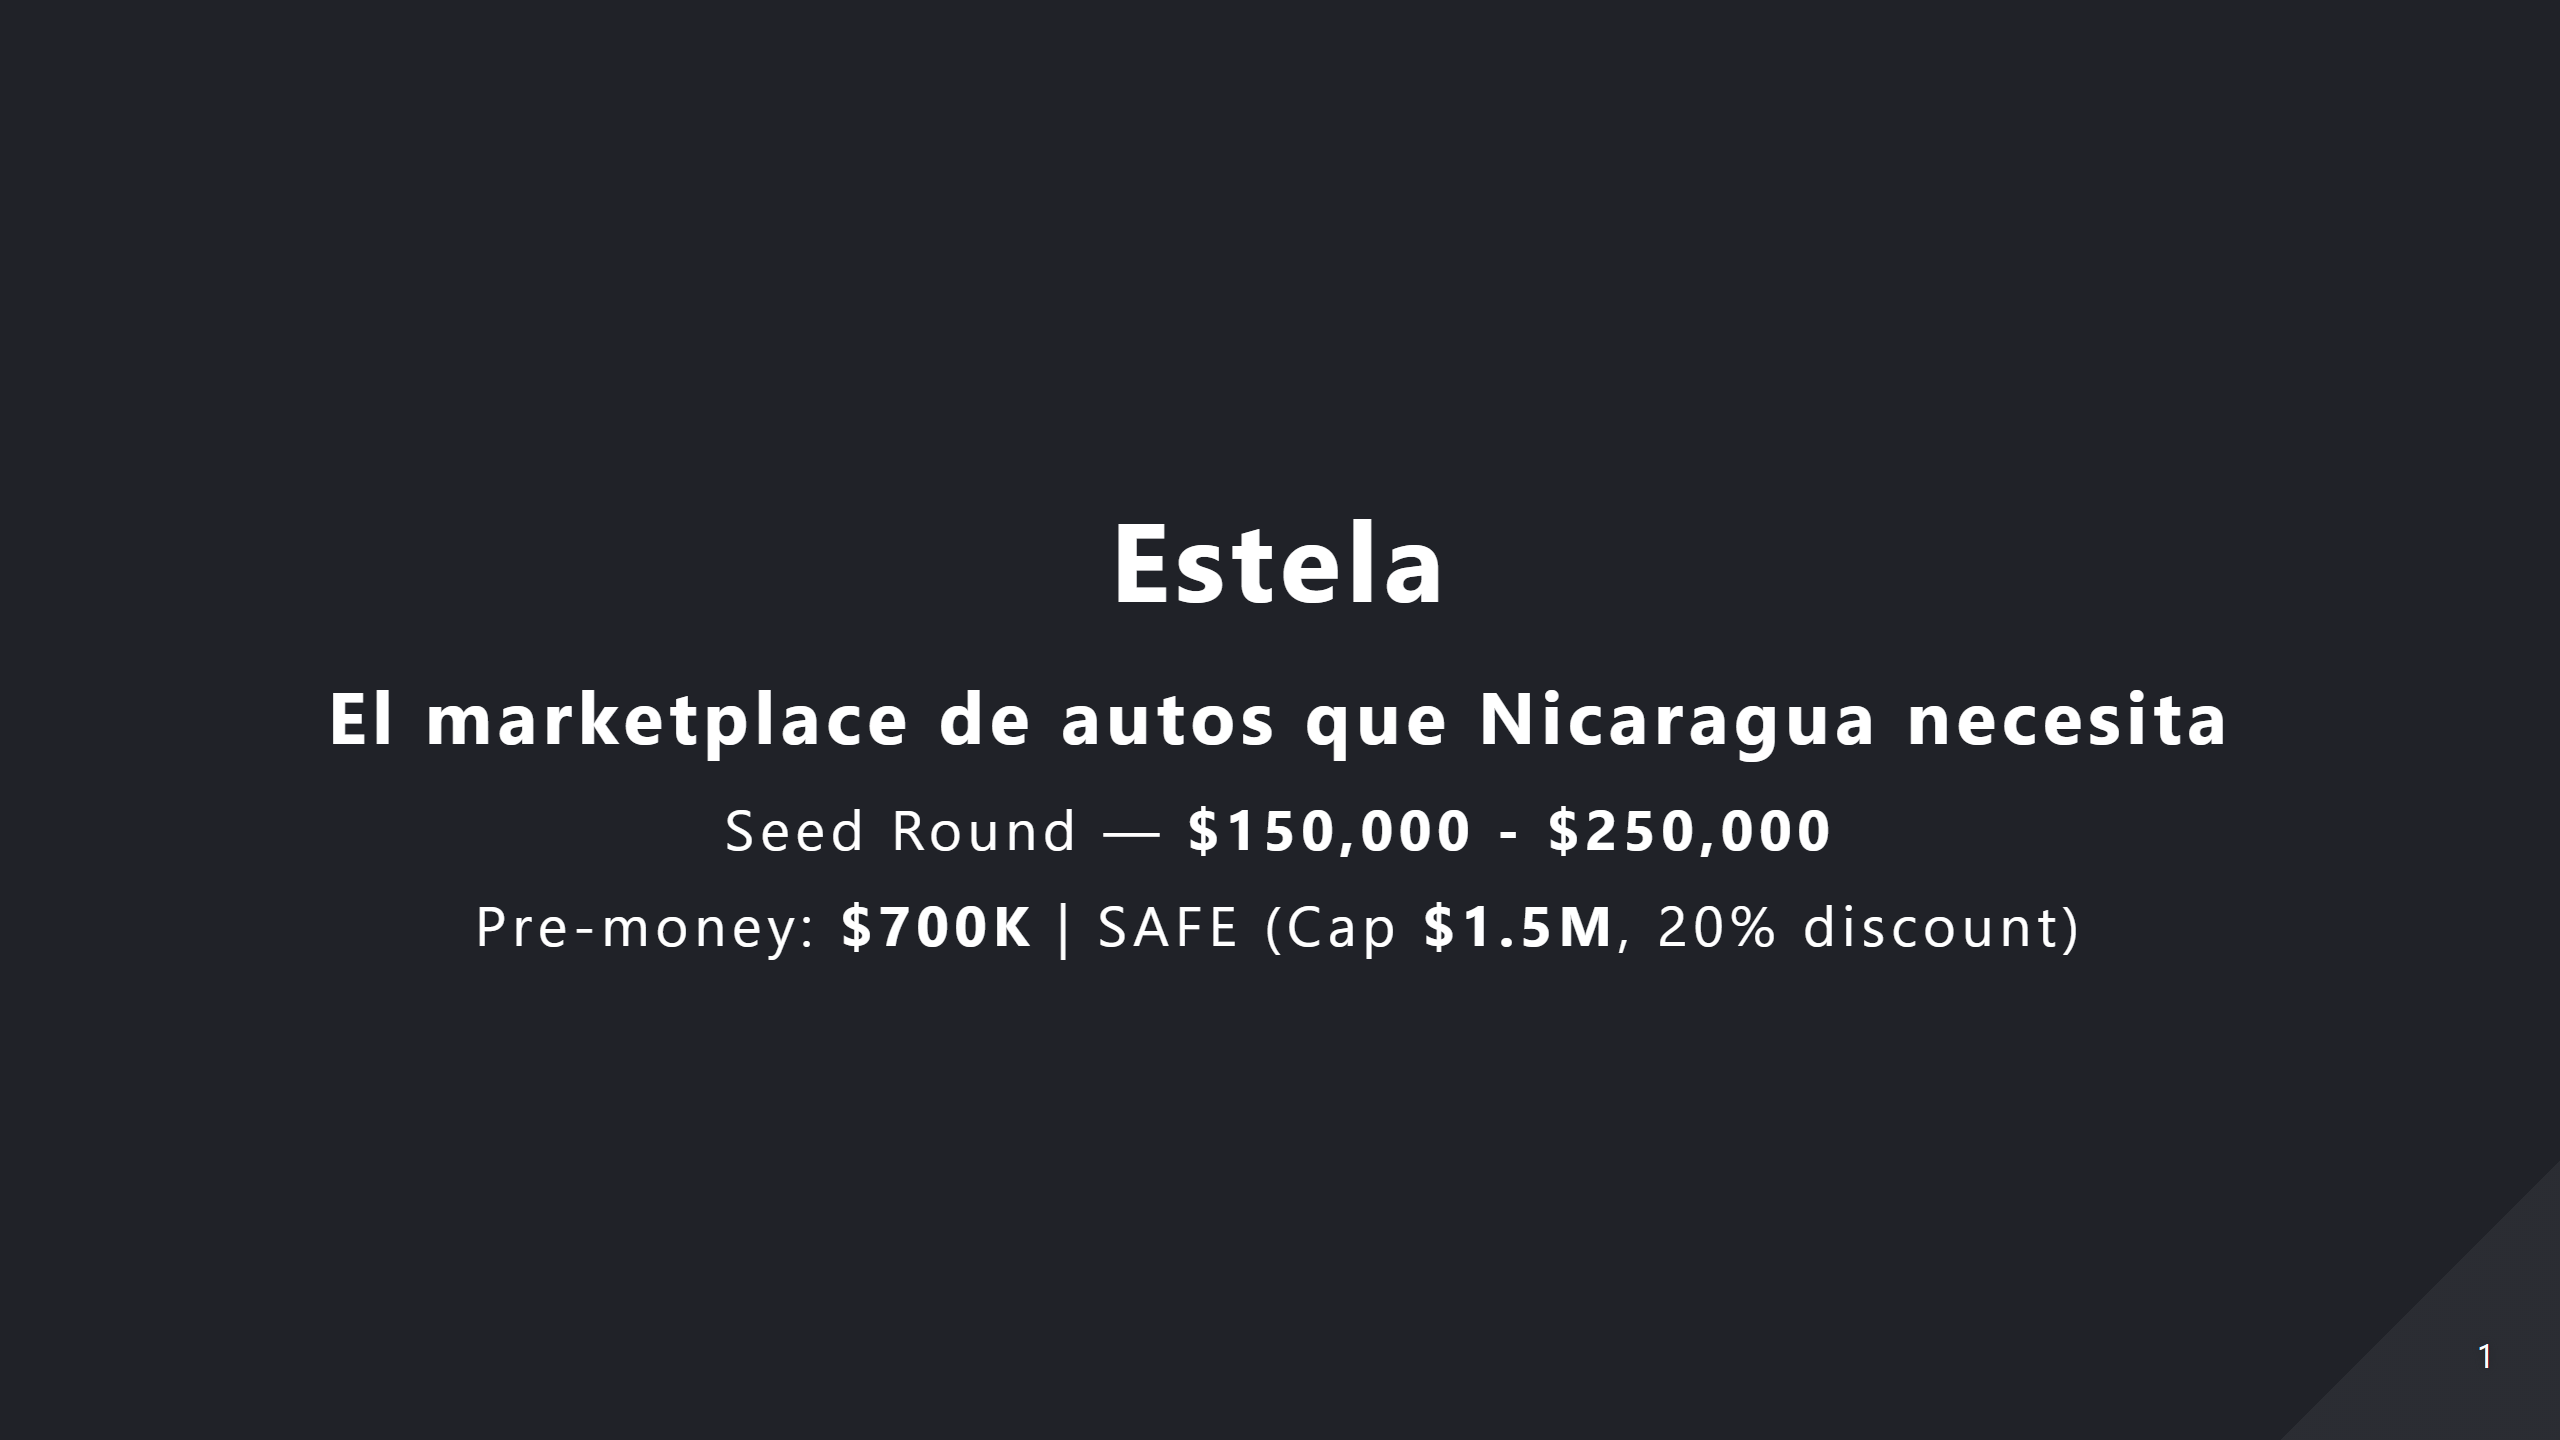 Estela
El marketplace de autos que Nicaragua necesita
Seed Round — $150,000 - $250,000
Pre-money: $700K | SAFE (Cap $1.5M, 20% discount)
1